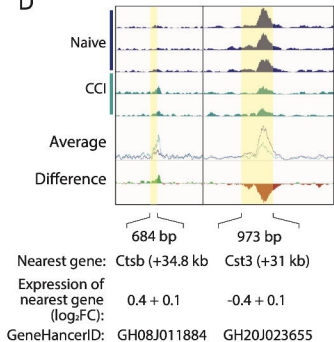 D
Naive
CCI
Average
Difference
684 bp 973 bp
Nearest gene: Ctsb (+34.8 kb Cst3 (+31 kb)
Expression of
nearest gene 0.4 + 0.1 -0.4 + 0.1
(log₂FC):
GeneHancerID: GH08J011884 GH20J023655